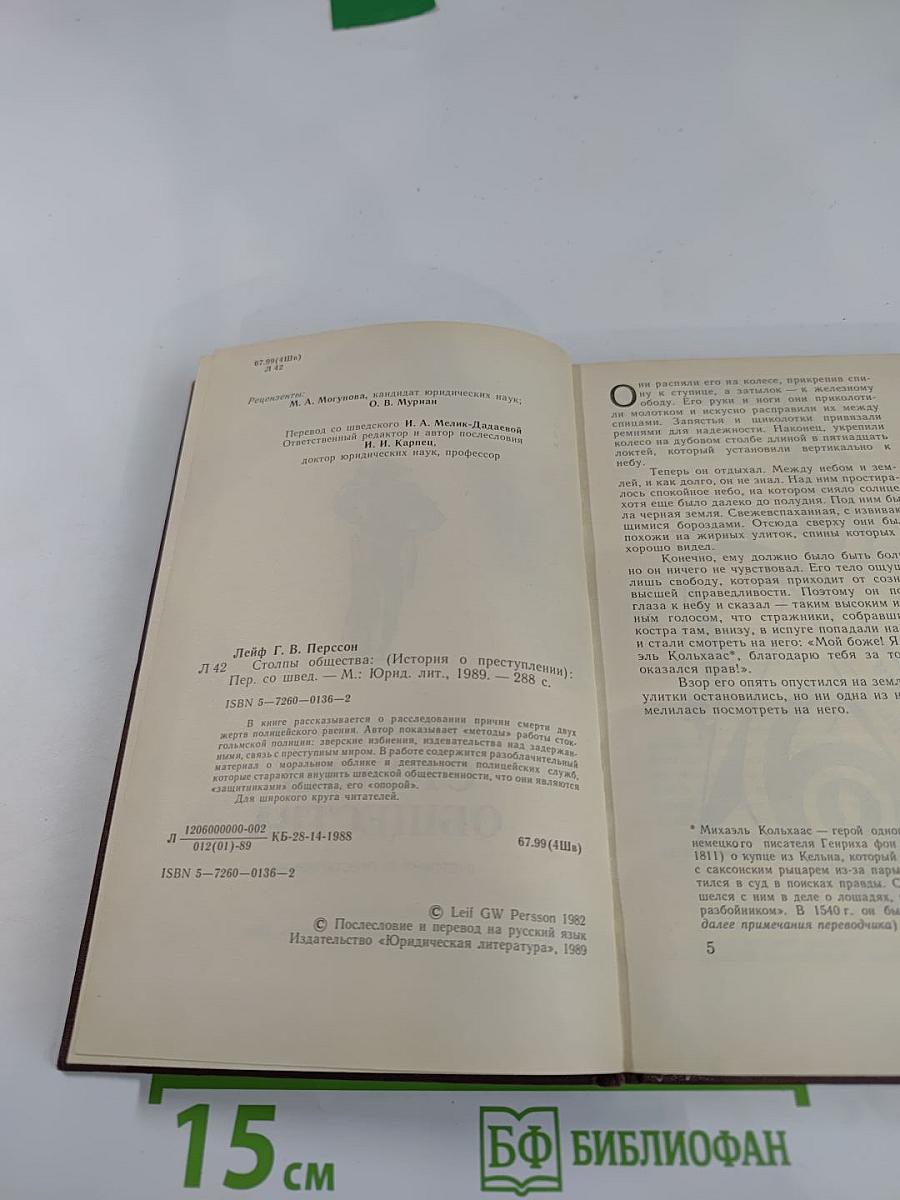 67.99(4Шв)
Л 42
Рецензенты:
М. А. Могунова, кандидат юридических наук;
О. В. Мурнан
Перевод со шведского И. А. Мелик-Дадаевой
Ответственный редактор и автор послесловия
И. И. Карпец,
доктор юридических наук, профессор
Лейф Г. В. Перссон
Л 42 Столпы общества: (История о преступлении):
Пер. со швед. — М.: Юрид. лит., 1989. — 288 с.
ISBN 5—7260—0136—2
В книге рассказывается о расследовании причин смерти двух
жертв полицейского рвения. Автор показывает «методы» работы сток-
гольмской полиции: зверские избиения, издевательства над задержан-
ными, связь с преступным миром. В работе содержится разоблачительный
материал о моральном облике и деятельности полицейских служб,
которые стараются внушить шведской общественности, что они являются
«защитниками» общества, его «опорой».
Для широкого круга читателей.
Л 1206000000-002 КБ-28-14-1988 67.99(4Шв)
012(01)-89
ISBN 5—7260—0136—2
© Leif GW Persson 1982
© Послесловие и перевод на русский язык
Издательство «Юридическая литература», 1989
Они распяли его на колесе, прикрепив спи-
ну к ступице, а затылок — к железному
ободу. Его руки и ноги они приколоти-
ли молотком и искусно расправили их между
спицами. Запястья и щиколотки привязали
ремнями для надежности. Наконец, укрепили
колесо на дубовом столбе длиной в пятнадцать
локтей, который установили вертикально к
небу.
Теперь он отдыхал. Между небом и зем-
лей, и как долго, он не знал. Над ним простира-
лось спокойное небо, на котором сияло солнце
хотя еще было далеко до полудня. Под ним бы
ла черная земля. Свежевспаханная, с извиваю
щимися бороздами. Отсюда сверху они был
похожи на жирных улиток, спины которых
хорошо видел.
Конечно, ему должно было быть боль
но он ничего не чувствовал. Его тело ощущ
лишь свободу, которая приходит от созн
высшей справедливости. Поэтому он по
глаза к небу и сказал — таким высоким и
ным голосом, что стражники, собравши
костра там, внизу, в испуге попадали на
и стали смотреть на него: «Мой боже! Я
эль Кольхаас*, благодарю тебя за то
оказался прав!».
Взор его опять опустился на земл
улитки остановились, но ни одна из н
мелилась посмотреть на него.
* Михаэль Кольхаас — герой одно
немецкого писателя Генриха фон
1811) о купце из Кельна, который
с саксонским рыцарем из-за пары
тился в суд в поисках правды. С
шелся с ним в деле о лошадях,
разбойником». В 1540 г. он бы
далее примечания переводчика)
5
15 см
БФ БИБЛИОФАН